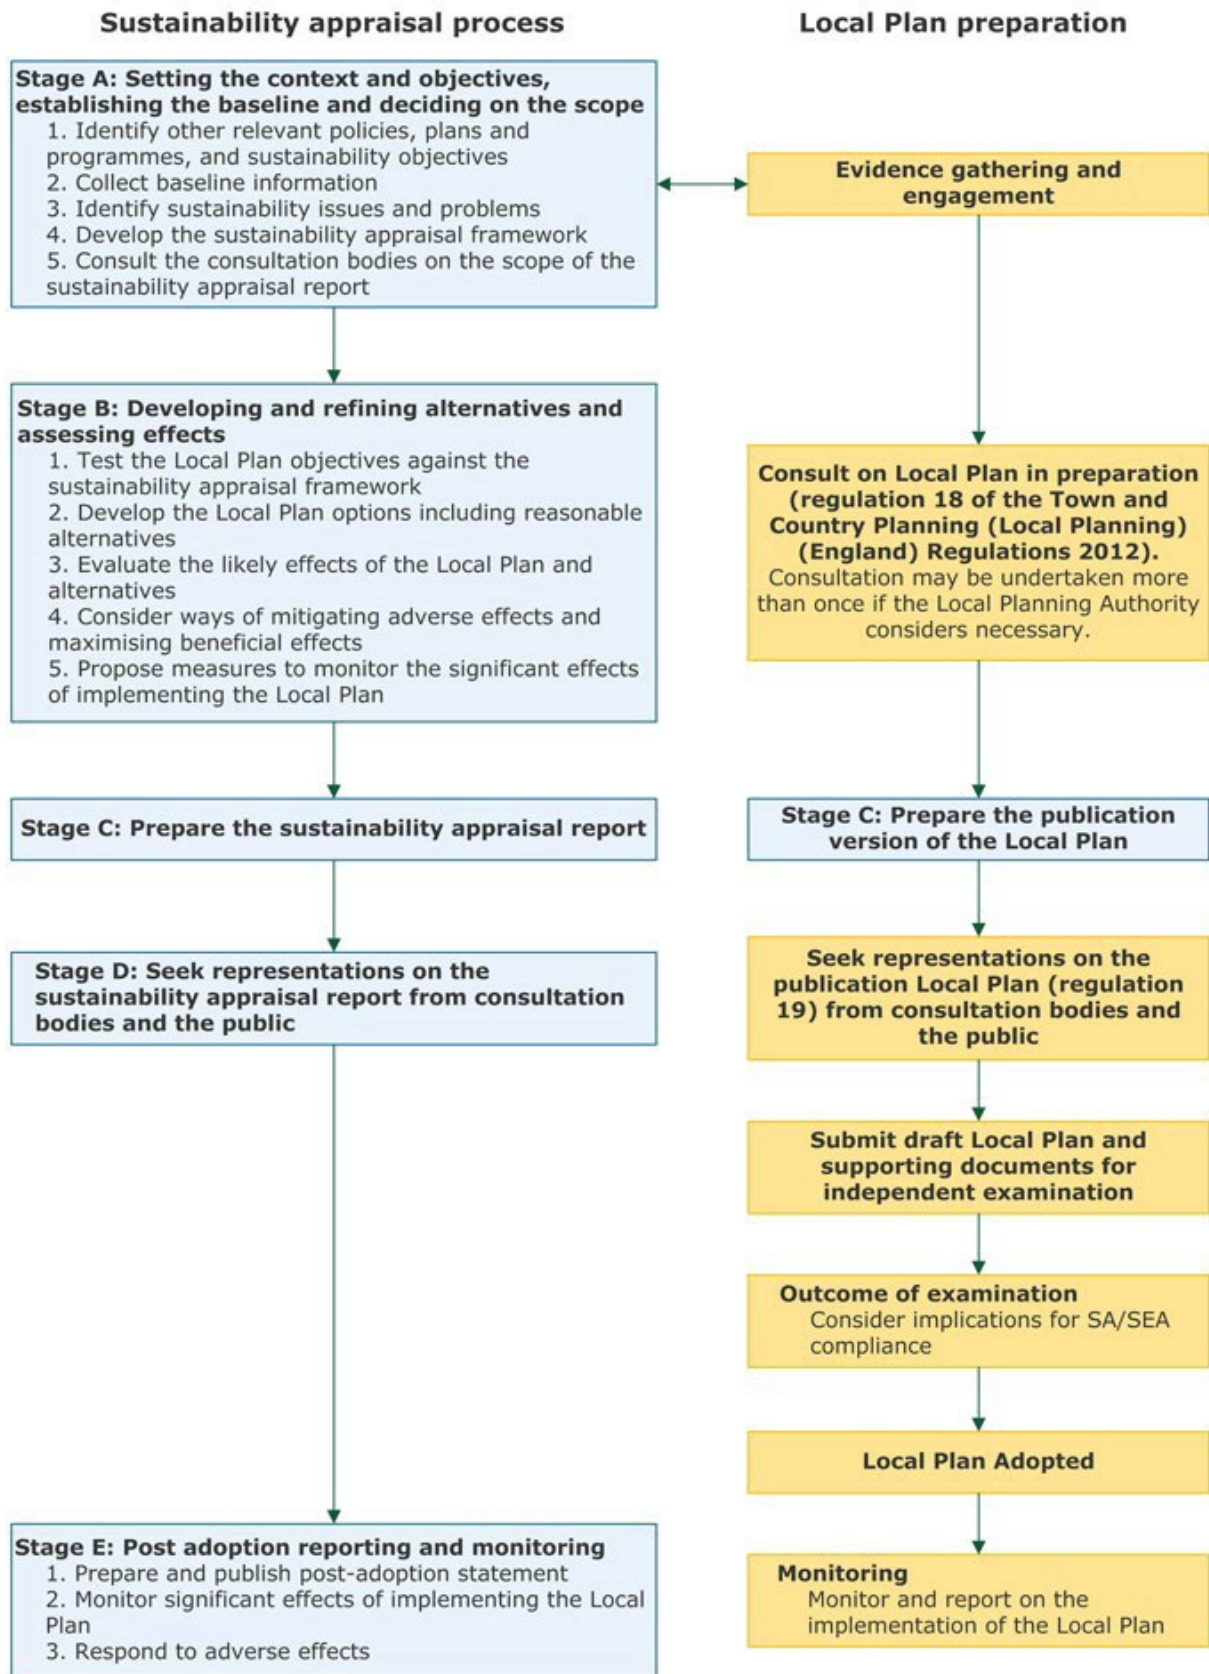 Sustainability appraisal process
Local Plan preparation
Stage A: Setting the context and objectives,
establishing the baseline and deciding on the scope
1. Identify other relevant policies, plans and
programmes, and sustainability objectives
2. Collect baseline information
3. Identify sustainability issues and problems
4. Develop the sustainability appraisal framework
5. Consult the consultation bodies on the scope of the
sustainability appraisal report
Evidence gathering and
engagement
Stage B: Developing and refining alternatives and
assessing effects
1. Test the Local Plan objectives against the
sustainability appraisal framework
2. Develop the Local Plan options including reasonable
alternatives
3. Evaluate the likely effects of the Local Plan and
alternatives
4. Consider ways of mitigating adverse effects and
maximising beneficial effects
5. Propose measures to monitor the significant effects
of implementing the Local Plan
Consult on Local Plan in preparation
(regulation 18 of the Town and
Country Planning (Local Planning)
(England) Regulations 2012).
Consultation may be undertaken more
than once if the Local Planning Authority
considers necessary.
Stage C: Prepare the sustainability appraisal report
Stage C: Prepare the publication
version of the Local Plan
Stage D: Seek representations on the
sustainability appraisal report from consultation
bodies and the public
Seek representations on the
publication Local Plan (regulation
19) from consultation bodies and
the public
Submit draft Local Plan and
supporting documents for
independent examination
Outcome of examination
Consider implications for SA/SEA
compliance
Local Plan Adopted
Stage E: Post adoption reporting and monitoring
1. Prepare and publish post-adoption statement
2. Monitor significant effects of implementing the Local
Plan
3. Respond to adverse effects
Monitoring
Monitor and report on the
implementation of the Local Plan